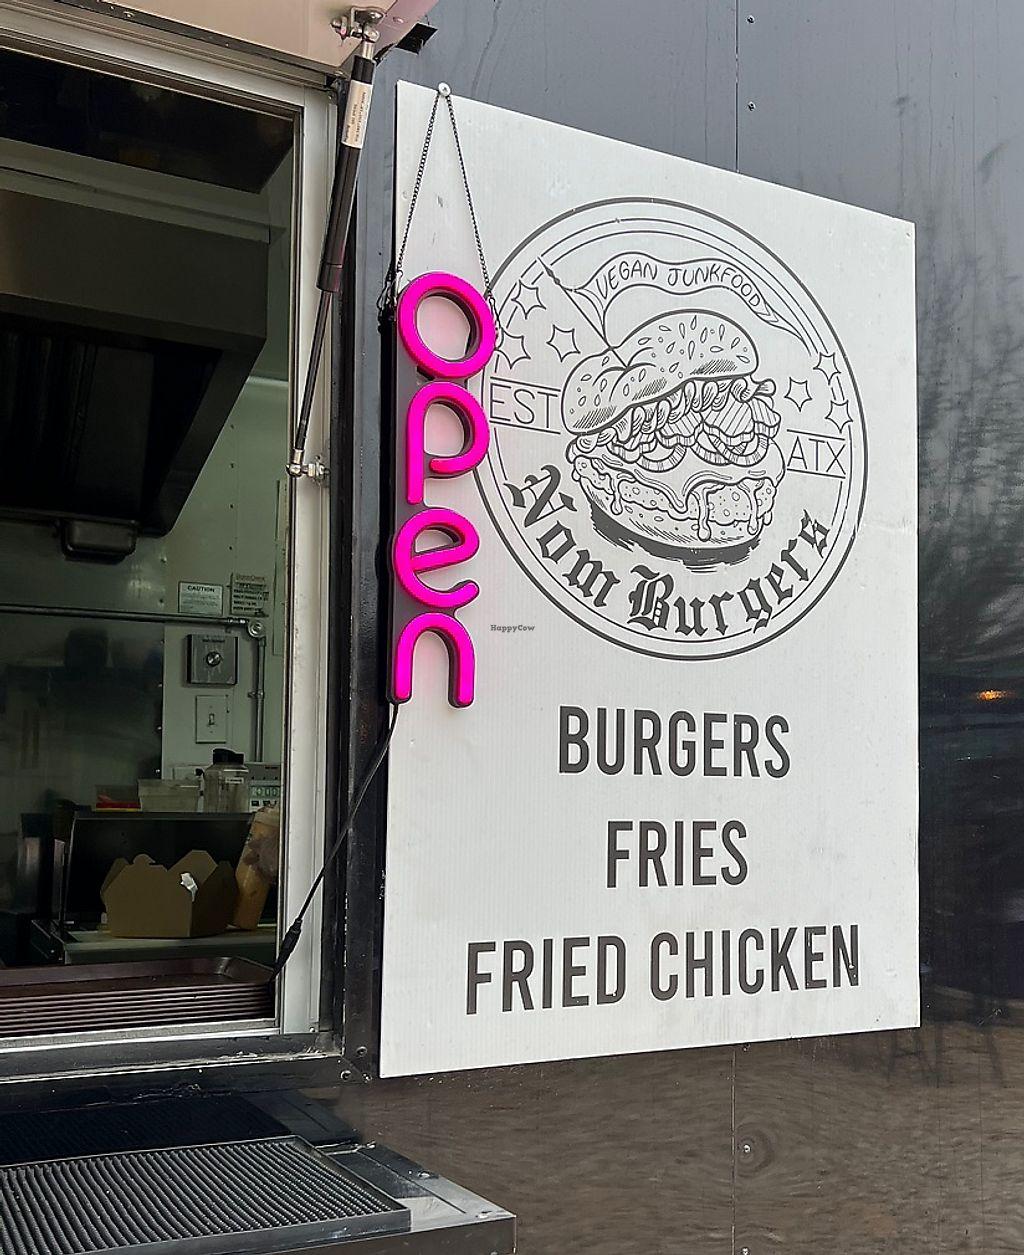 VEGAN JUNKFOOD
EST
ATX
Nom Burgers
open
HappyCow
CAUTION
BURGERS
FRIES
FRIED CHICKEN